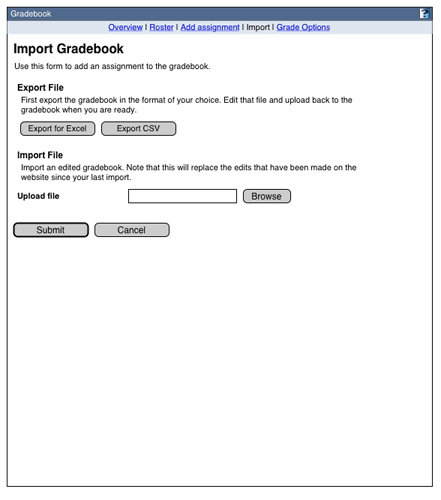 Gradebook
Overview | Roster | Add assignment | Import | Grade Options
Import Gradebook
Use this form to add an assignment to the gradebook.
Export File
First export the gradebook in the format of your choice. Edit that file and upload back to the
gradebook when you are ready.
Export for Excel Export CSV
Import File
Import an edited gradebook. Note that this will replace the edits that have been made on the
website since your last import.
Upload file Browse
Submit Cancel